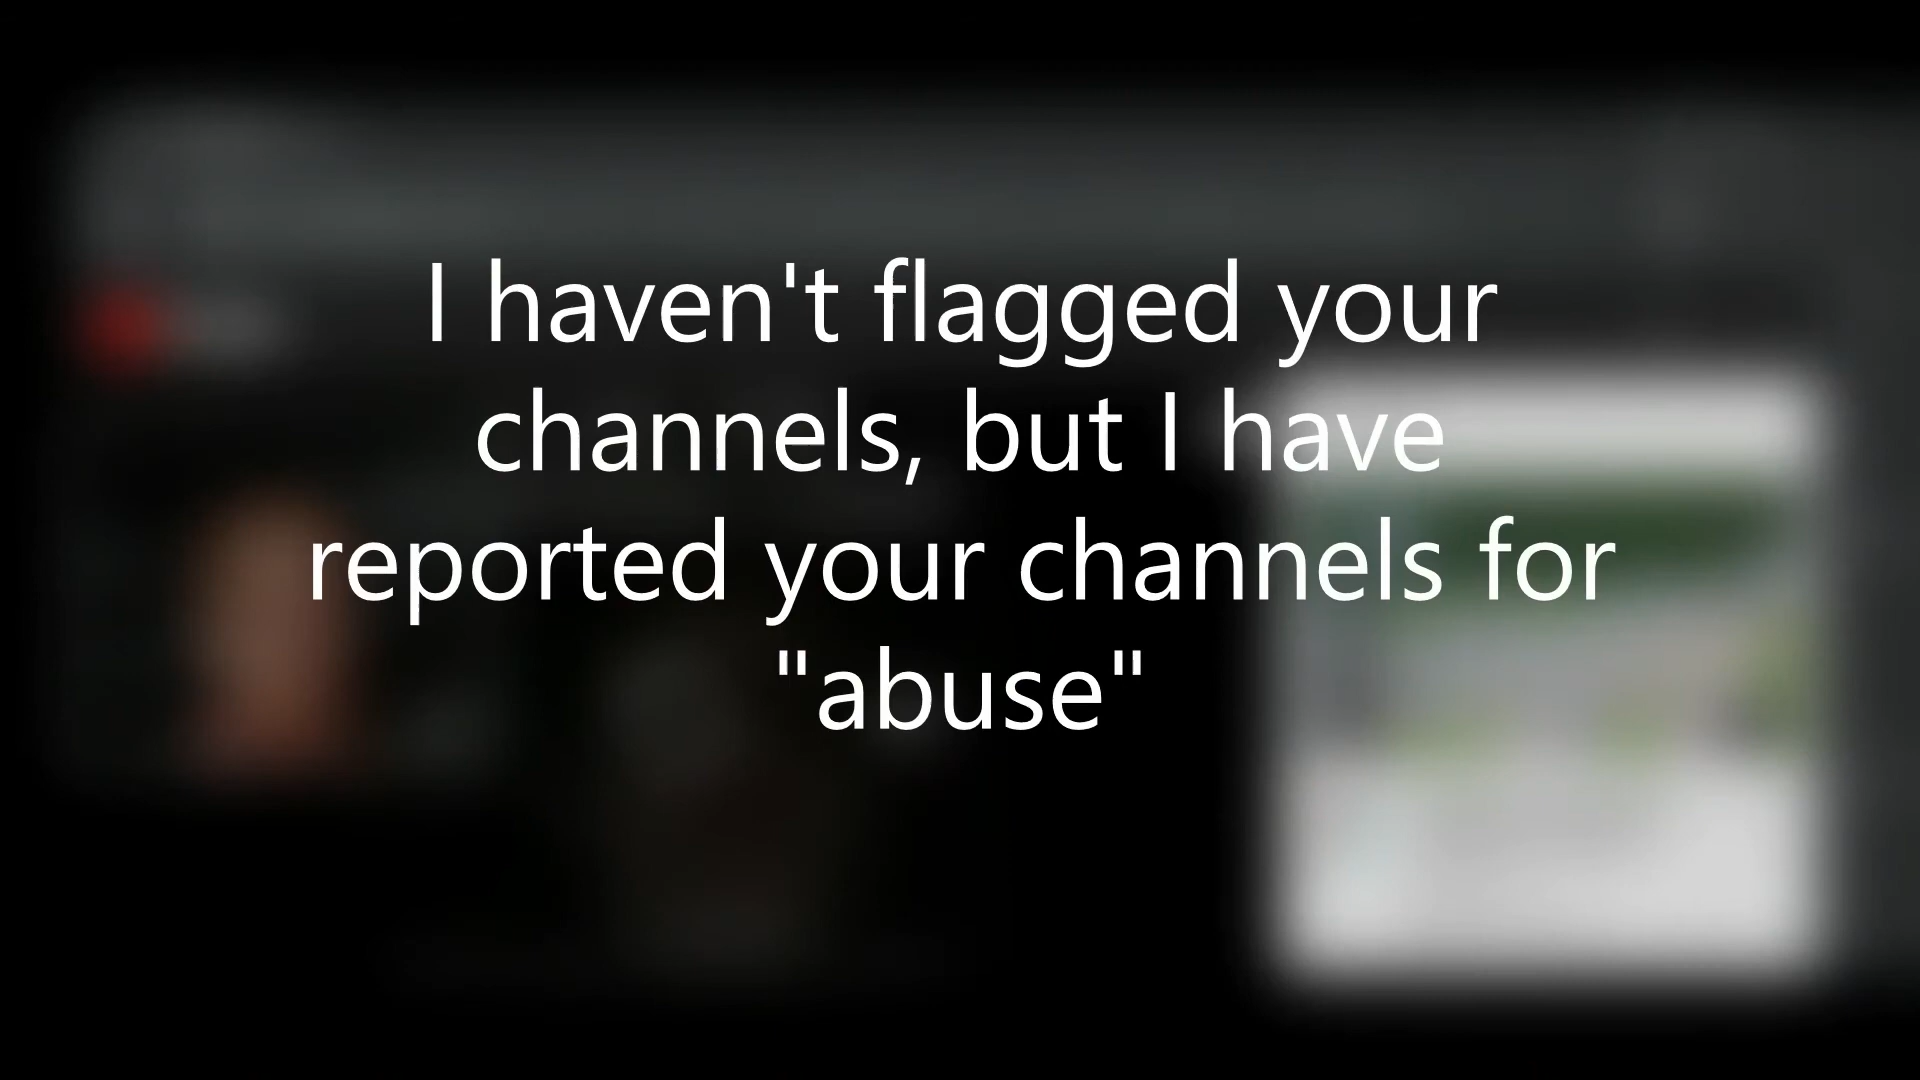 I haven't flagged your
channels, but I have
reported your channels for
"abuse"